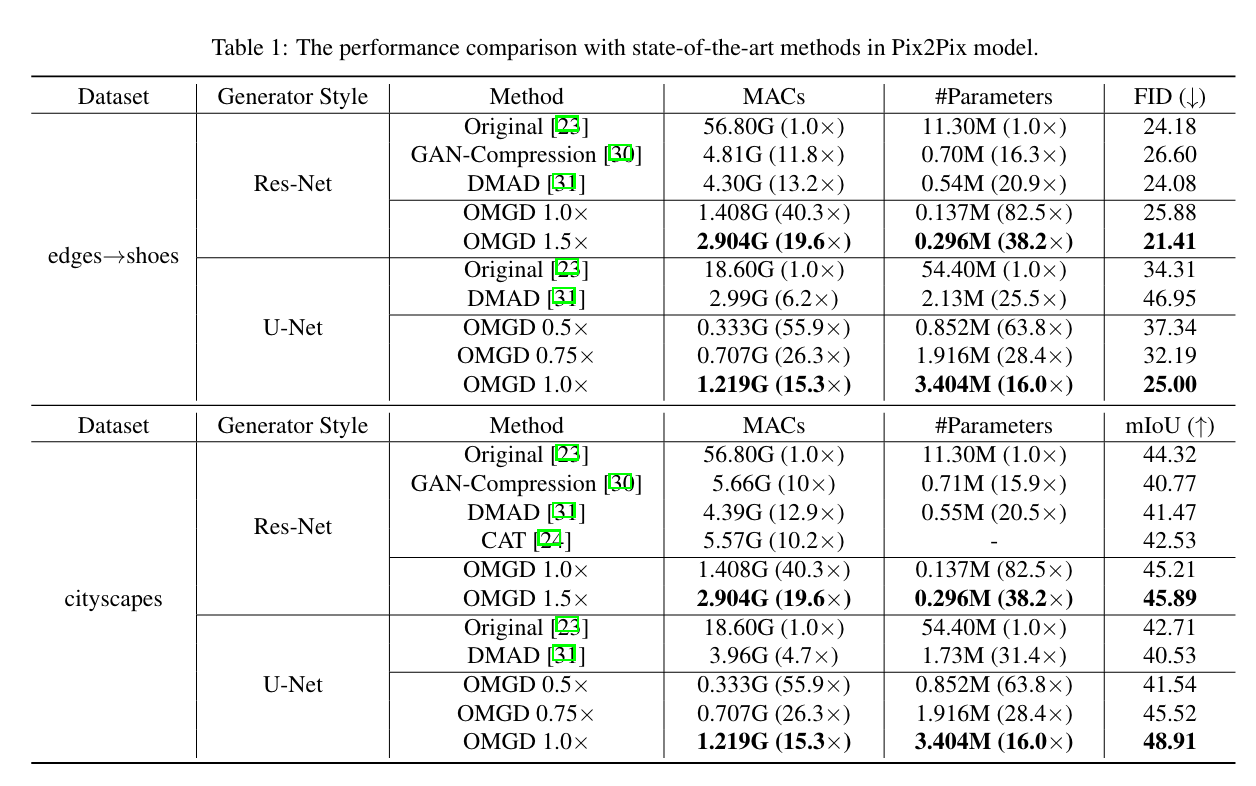 Table 1: The performance comparison with state-of-the-art methods in Pix2Pix model.
Dataset Generator Style Method MACs #Parameters FID (↓)
edges→shoes Res-Net Original [23] 56.80G (1.0×) 11.30M (1.0×) 24.18
GAN-Compression [30] 4.81G (11.8×) 0.70M (16.3×) 26.60
DMAD [31] 4.30G (13.2×) 0.54M (20.9×) 24.08
OMGD 1.0× 1.408G (40.3×) 0.137M (82.5×) 25.88
OMGD 1.5× 2.904G (19.6×) 0.296M (38.2×) 21.41
U-Net Original [23] 18.60G (1.0×) 54.40M (1.0×) 34.31
DMAD [31] 2.99G (6.2×) 2.13M (25.5×) 46.95
OMGD 0.5× 0.333G (55.9×) 0.852M (63.8×) 37.34
OMGD 0.75× 0.707G (26.3×) 1.916M (28.4×) 32.19
OMGD 1.0× 1.219G (15.3×) 3.404M (16.0×) 25.00
Dataset Generator Style Method MACs #Parameters mIoU (↑)
cityscapes Res-Net Original [23] 56.80G (1.0×) 11.30M (1.0×) 44.32
GAN-Compression [30] 5.66G (10×) 0.71M (15.9×) 40.77
DMAD [31] 4.39G (12.9×) 0.55M (20.5×) 41.47
CAT [24] 5.57G (10.2×) - 42.53
OMGD 1.0× 1.408G (40.3×) 0.137M (82.5×) 45.21
OMGD 1.5× 2.904G (19.6×) 0.296M (38.2×) 45.89
U-Net Original [23] 18.60G (1.0×) 54.40M (1.0×) 42.71
DMAD [31] 3.96G (4.7×) 1.73M (31.4×) 40.53
OMGD 0.5× 0.333G (55.9×) 0.852M (63.8×) 41.54
OMGD 0.75× 0.707G (26.3×) 1.916M (28.4×) 45.52
OMGD 1.0× 1.219G (15.3×) 3.404M (16.0×) 48.91